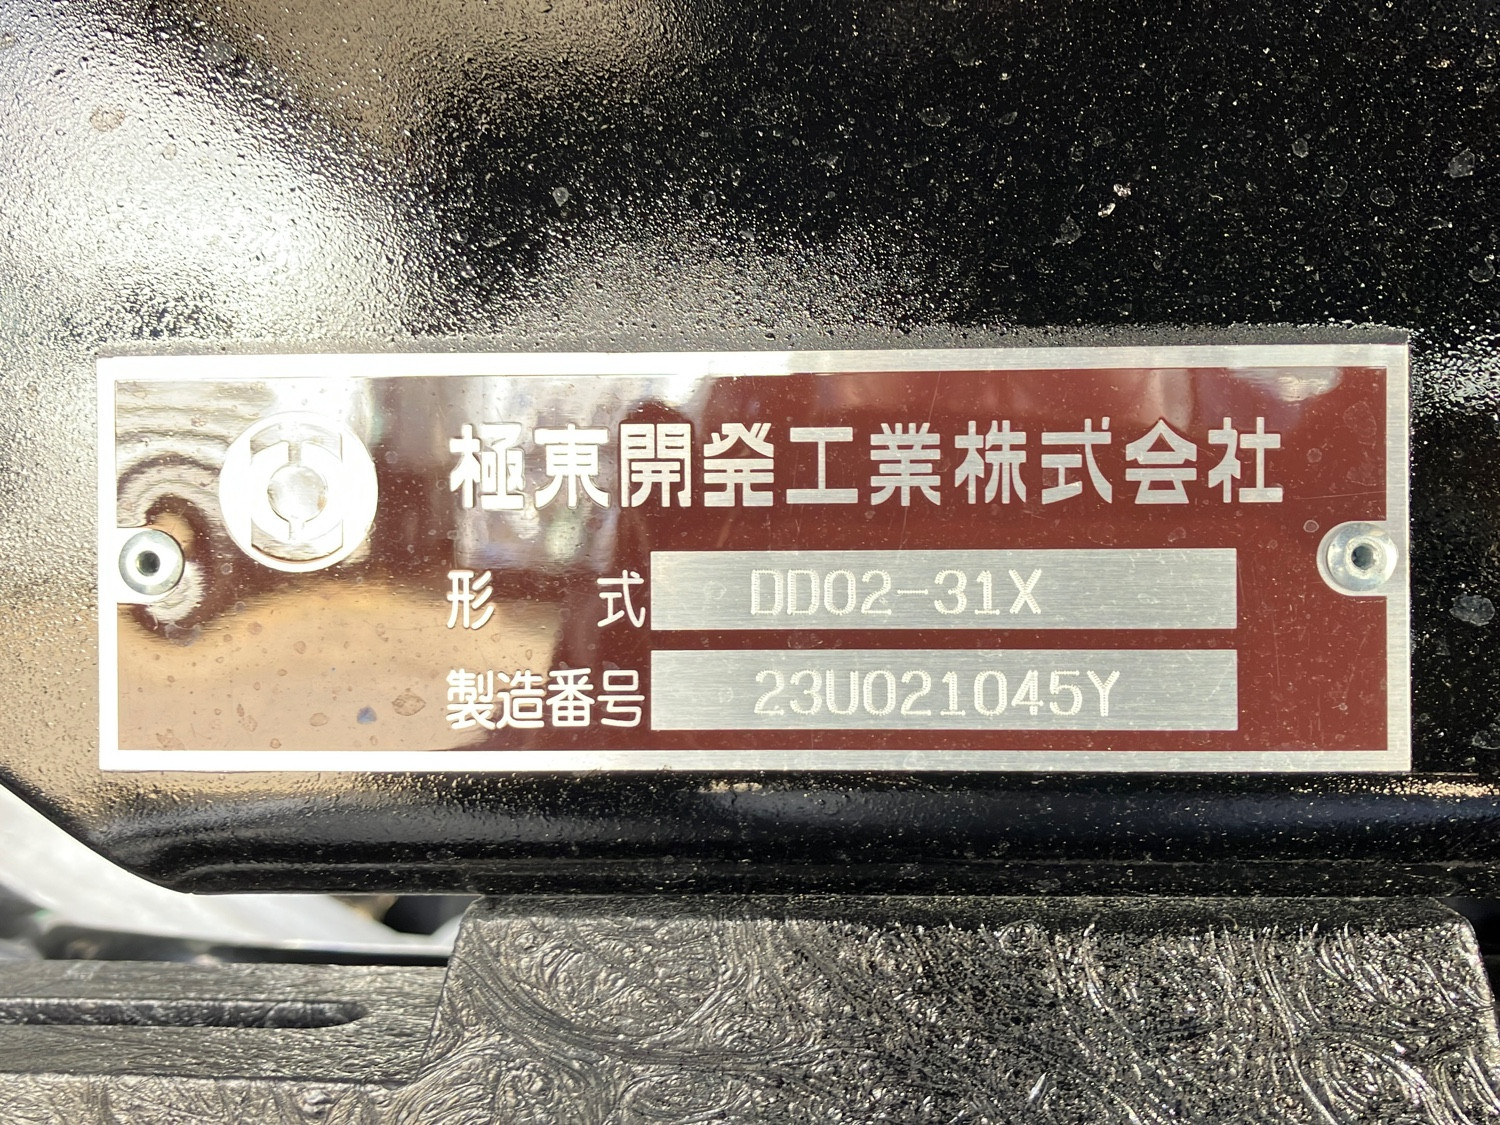 極東開発工業株式会社
形式 DD02-31X
製造番号 23U021045Y